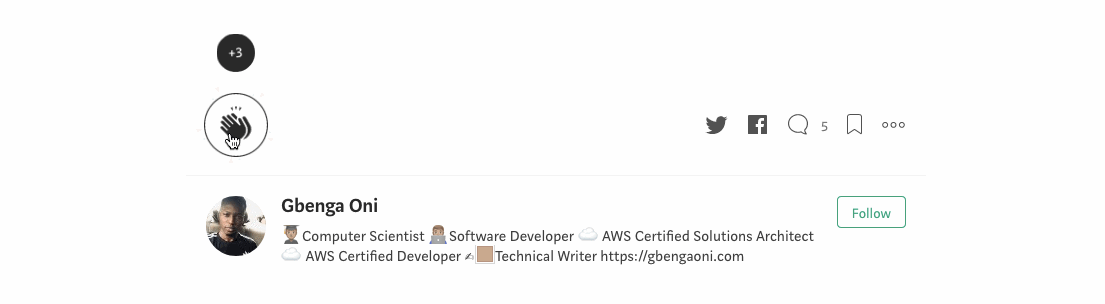 +3
5
Gbenga Oni
Follow
Computer Scientist Software Developer AWS Certified Solutions Architect
AWS Certified Developer Technical Writer https://gbengaoni.com